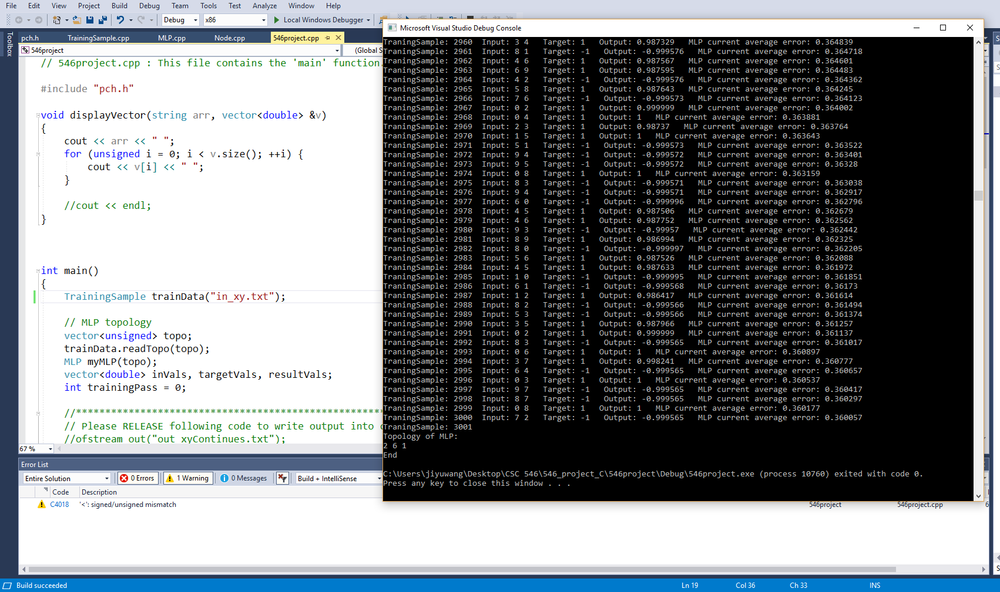 File Edit View Project Build Debug Team Tools Test Analyze Window Help
Debug x86 Local Windows Debugger
Toolbox
pch.h TrainingSample.cpp MLP.cpp Node.cpp 546project.cpp
546project (Global S
// 546project.cpp : This file contains the 'main' function.
#include "pch.h"
void displayVector(string arr, vector<double> &v)
{
cout << arr << " ";
for (unsigned i = 0; i < v.size(); ++i) {
cout << v[i] << " ";
}
//cout << endl;
}
int main()
{
TrainingSample trainData("in_xy.txt");
// MLP topology
vector<unsigned> topo;
trainData.readTopo(topo);
MLP myMLP(topo);
vector<double> inVals, targetVals, resultVals;
int trainingPass = 0;
//*****************************************************
// Please RELEASE following code to write output into
//ofstream out("out_xyContinues.txt");
67 %
Microsoft Visual Studio Debug Console
TraningSample: 2960 Input: 3 4 Target: 1 Output: 0.987329 MLP current average error: 0.364839
TraningSample: 2961 Input: 8 1 Target: -1 Output: -0.999576 MLP current average error: 0.364718
TraningSample: 2962 Input: 4 6 Target: 1 Output: 0.987567 MLP current average error: 0.364601
TraningSample: 2963 Input: 6 9 Target: 1 Output: 0.987595 MLP current average error: 0.364483
TraningSample: 2964 Input: 4 2 Target: -1 Output: -0.999576 MLP current average error: 0.364362
TraningSample: 2965 Input: 5 8 Target: 1 Output: 0.987643 MLP current average error: 0.364245
TraningSample: 2966 Input: 7 6 Target: -1 Output: -0.999573 MLP current average error: 0.364123
TraningSample: 2967 Input: 0 2 Target: 1 Output: 0.999999 MLP current average error: 0.364002
TraningSample: 2968 Input: 0 4 Target: 1 Output: 1 MLP current average error: 0.363881
TraningSample: 2969 Input: 2 3 Target: 1 Output: 0.98737 MLP current average error: 0.363764
TraningSample: 2970 Input: 1 5 Target: 1 Output: 1 MLP current average error: 0.363643
TraningSample: 2971 Input: 5 1 Target: -1 Output: -0.999573 MLP current average error: 0.363522
TraningSample: 2972 Input: 9 4 Target: -1 Output: -0.999572 MLP current average error: 0.363401
TraningSample: 2973 Input: 9 5 Target: -1 Output: -0.999572 MLP current average error: 0.36328
TraningSample: 2974 Input: 0 8 Target: 1 Output: 1 MLP current average error: 0.363159
TraningSample: 2975 Input: 8 3 Target: -1 Output: -0.999571 MLP current average error: 0.363038
TraningSample: 2976 Input: 9 4 Target: -1 Output: -0.999571 MLP current average error: 0.362917
TraningSample: 2977 Input: 6 0 Target: -1 Output: -0.999996 MLP current average error: 0.362796
TraningSample: 2978 Input: 4 5 Target: 1 Output: 0.987506 MLP current average error: 0.362679
TraningSample: 2979 Input: 4 6 Target: 1 Output: 0.987752 MLP current average error: 0.362562
TraningSample: 2980 Input: 9 3 Target: -1 Output: -0.99957 MLP current average error: 0.362442
TraningSample: 2981 Input: 8 9 Target: 1 Output: 0.986994 MLP current average error: 0.362325
TraningSample: 2982 Input: 8 0 Target: -1 Output: -0.999997 MLP current average error: 0.362205
TraningSample: 2983 Input: 5 6 Target: 1 Output: 0.987526 MLP current average error: 0.362088
TraningSample: 2984 Input: 4 5 Target: 1 Output: 0.987633 MLP current average error: 0.361972
TraningSample: 2985 Input: 1 0 Target: -1 Output: -0.999995 MLP current average error: 0.361851
TraningSample: 2986 Input: 6 1 Target: -1 Output: -0.999568 MLP current average error: 0.36173
TraningSample: 2987 Input: 1 2 Target: 1 Output: 0.986417 MLP current average error: 0.361614
TraningSample: 2988 Input: 8 2 Target: -1 Output: -0.999566 MLP current average error: 0.361494
TraningSample: 2989 Input: 5 3 Target: -1 Output: -0.999566 MLP current average error: 0.361374
TraningSample: 2990 Input: 3 5 Target: 1 Output: 0.987966 MLP current average error: 0.361257
TraningSample: 2991 Input: 0 2 Target: 1 Output: 0.999999 MLP current average error: 0.361137
TraningSample: 2992 Input: 8 3 Target: -1 Output: -0.999565 MLP current average error: 0.361017
TraningSample: 2993 Input: 0 6 Target: 1 Output: 1 MLP current average error: 0.360897
TraningSample: 2994 Input: 3 7 Target: 1 Output: 0.998241 MLP current average error: 0.360777
TraningSample: 2995 Input: 6 4 Target: -1 Output: -0.999565 MLP current average error: 0.360657
TraningSample: 2996 Input: 0 3 Target: 1 Output: 1 MLP current average error: 0.360537
TraningSample: 2997 Input: 9 7 Target: -1 Output: -0.999565 MLP current average error: 0.360417
TraningSample: 2998 Input: 8 7 Target: -1 Output: -0.999565 MLP current average error: 0.360297
TraningSample: 2999 Input: 0 8 Target: 1 Output: 1 MLP current average error: 0.360177
TraningSample: 3000 Input: 7 2 Target: -1 Output: -0.999565 MLP current average error: 0.360057
TraningSample: 3001
Topology of MLP:
2 6 1
End
C:\Users\jiyuwang\Desktop\CSC 546\546_project_C\546project\Debug\546project.exe (process 10760) exited with code 0.
Press any key to close this window . . .
Error List
Entire Solution 0 Errors 1 Warning 0 Messages Build + IntelliSense
Code Description
C4018 '<': signed/unsigned mismatch 546project 546project.cpp 6
Build succeeded Ln 19 Col 36 Ch 33 INS